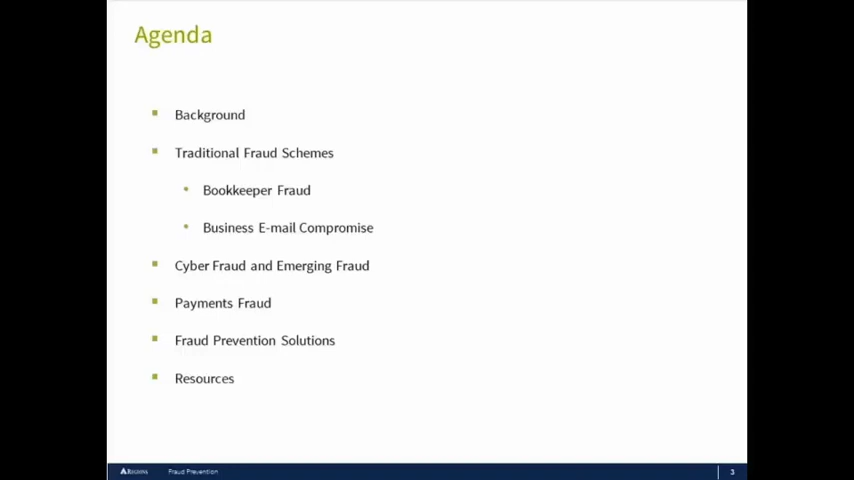 Agenda
Background
Traditional Fraud Schemes
Bookkeeper Fraud
Business E-mail Compromise
Cyber Fraud and Emerging Fraud
Payments Fraud
Fraud Prevention Solutions
Resources
REGIONS Fraud Prevention 3